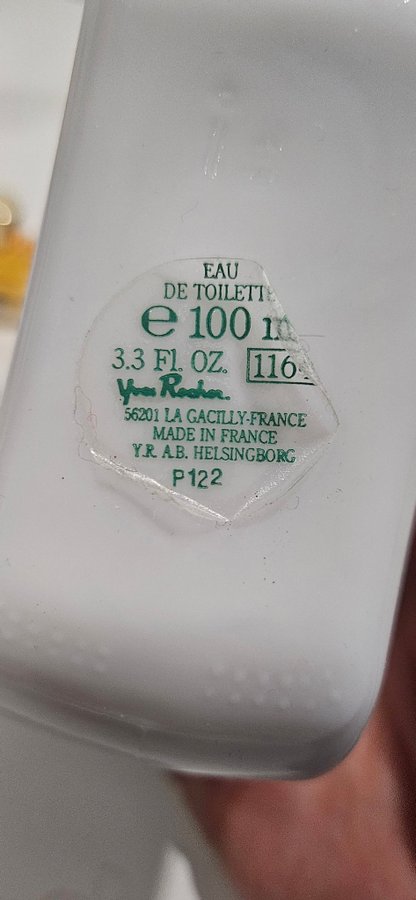 EAU
DE TOILETT
e 100 m
3.3 Fl. OZ. 116
Yves Rocher.
56201 LA GACILLY-FRANCE
MADE IN FRANCE
Y.R. A.B. HELSINGBORG
P122